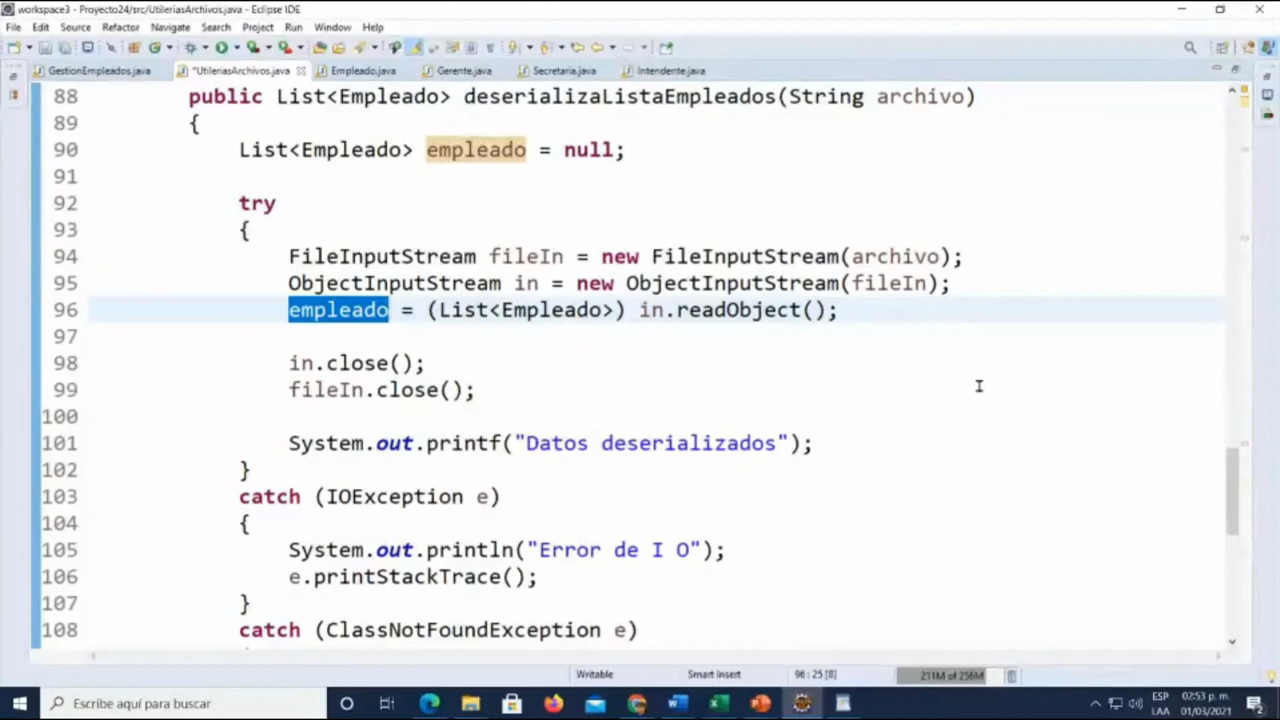 workspace3 - Proyecto24/src/UtileriasArchivos.java - Eclipse IDE
File Edit Source Refactor Navigate Search Project Run Window Help
GestionEmpleados.java *UtileriasArchivos.java Empleado.java Gerente.java Secretaria.java Intendente.java
88 public List<Empleado> deserializaListaEmpleados(String archivo)
89 {
90 List<Empleado> empleado = null;
91
92 try
93 {
94 FileInputStream fileIn = new FileInputStream(archivo);
95 ObjectInputStream in = new ObjectInputStream(fileIn);
96 empleado = (List<Empleado>) in.readObject();
97
98 in.close();
99 fileIn.close();
100
101 System.out.printf("Datos deserializados");
102 }
103 catch (IOException e)
104 {
105 System.out.println("Error de I O");
106 e.printStackTrace();
107 }
108 catch (ClassNotFoundException e)
Writable Smart Insert 96 : 25 [8] 211M of 256M
Escribe aquí para buscar
ESP 02:53 p. m.
LAA 01/03/2021
2